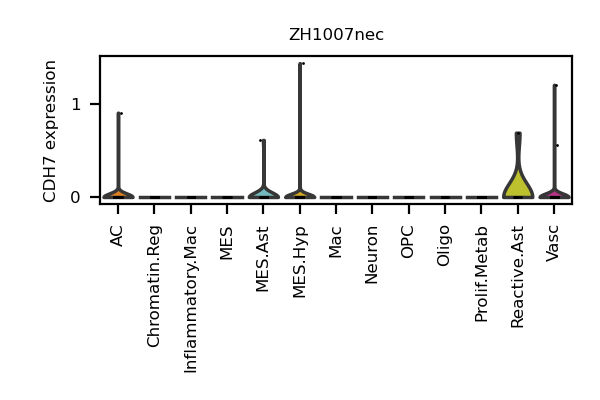 ZH1007nec
CDH7 expression
1
0
AC
Chromatin.Reg
Inflammatory.Mac
MES
MES.Ast
MES.Hyp
Mac
Neuron
OPC
Oligo
Prolif.Metab
Reactive.Ast
Vasc